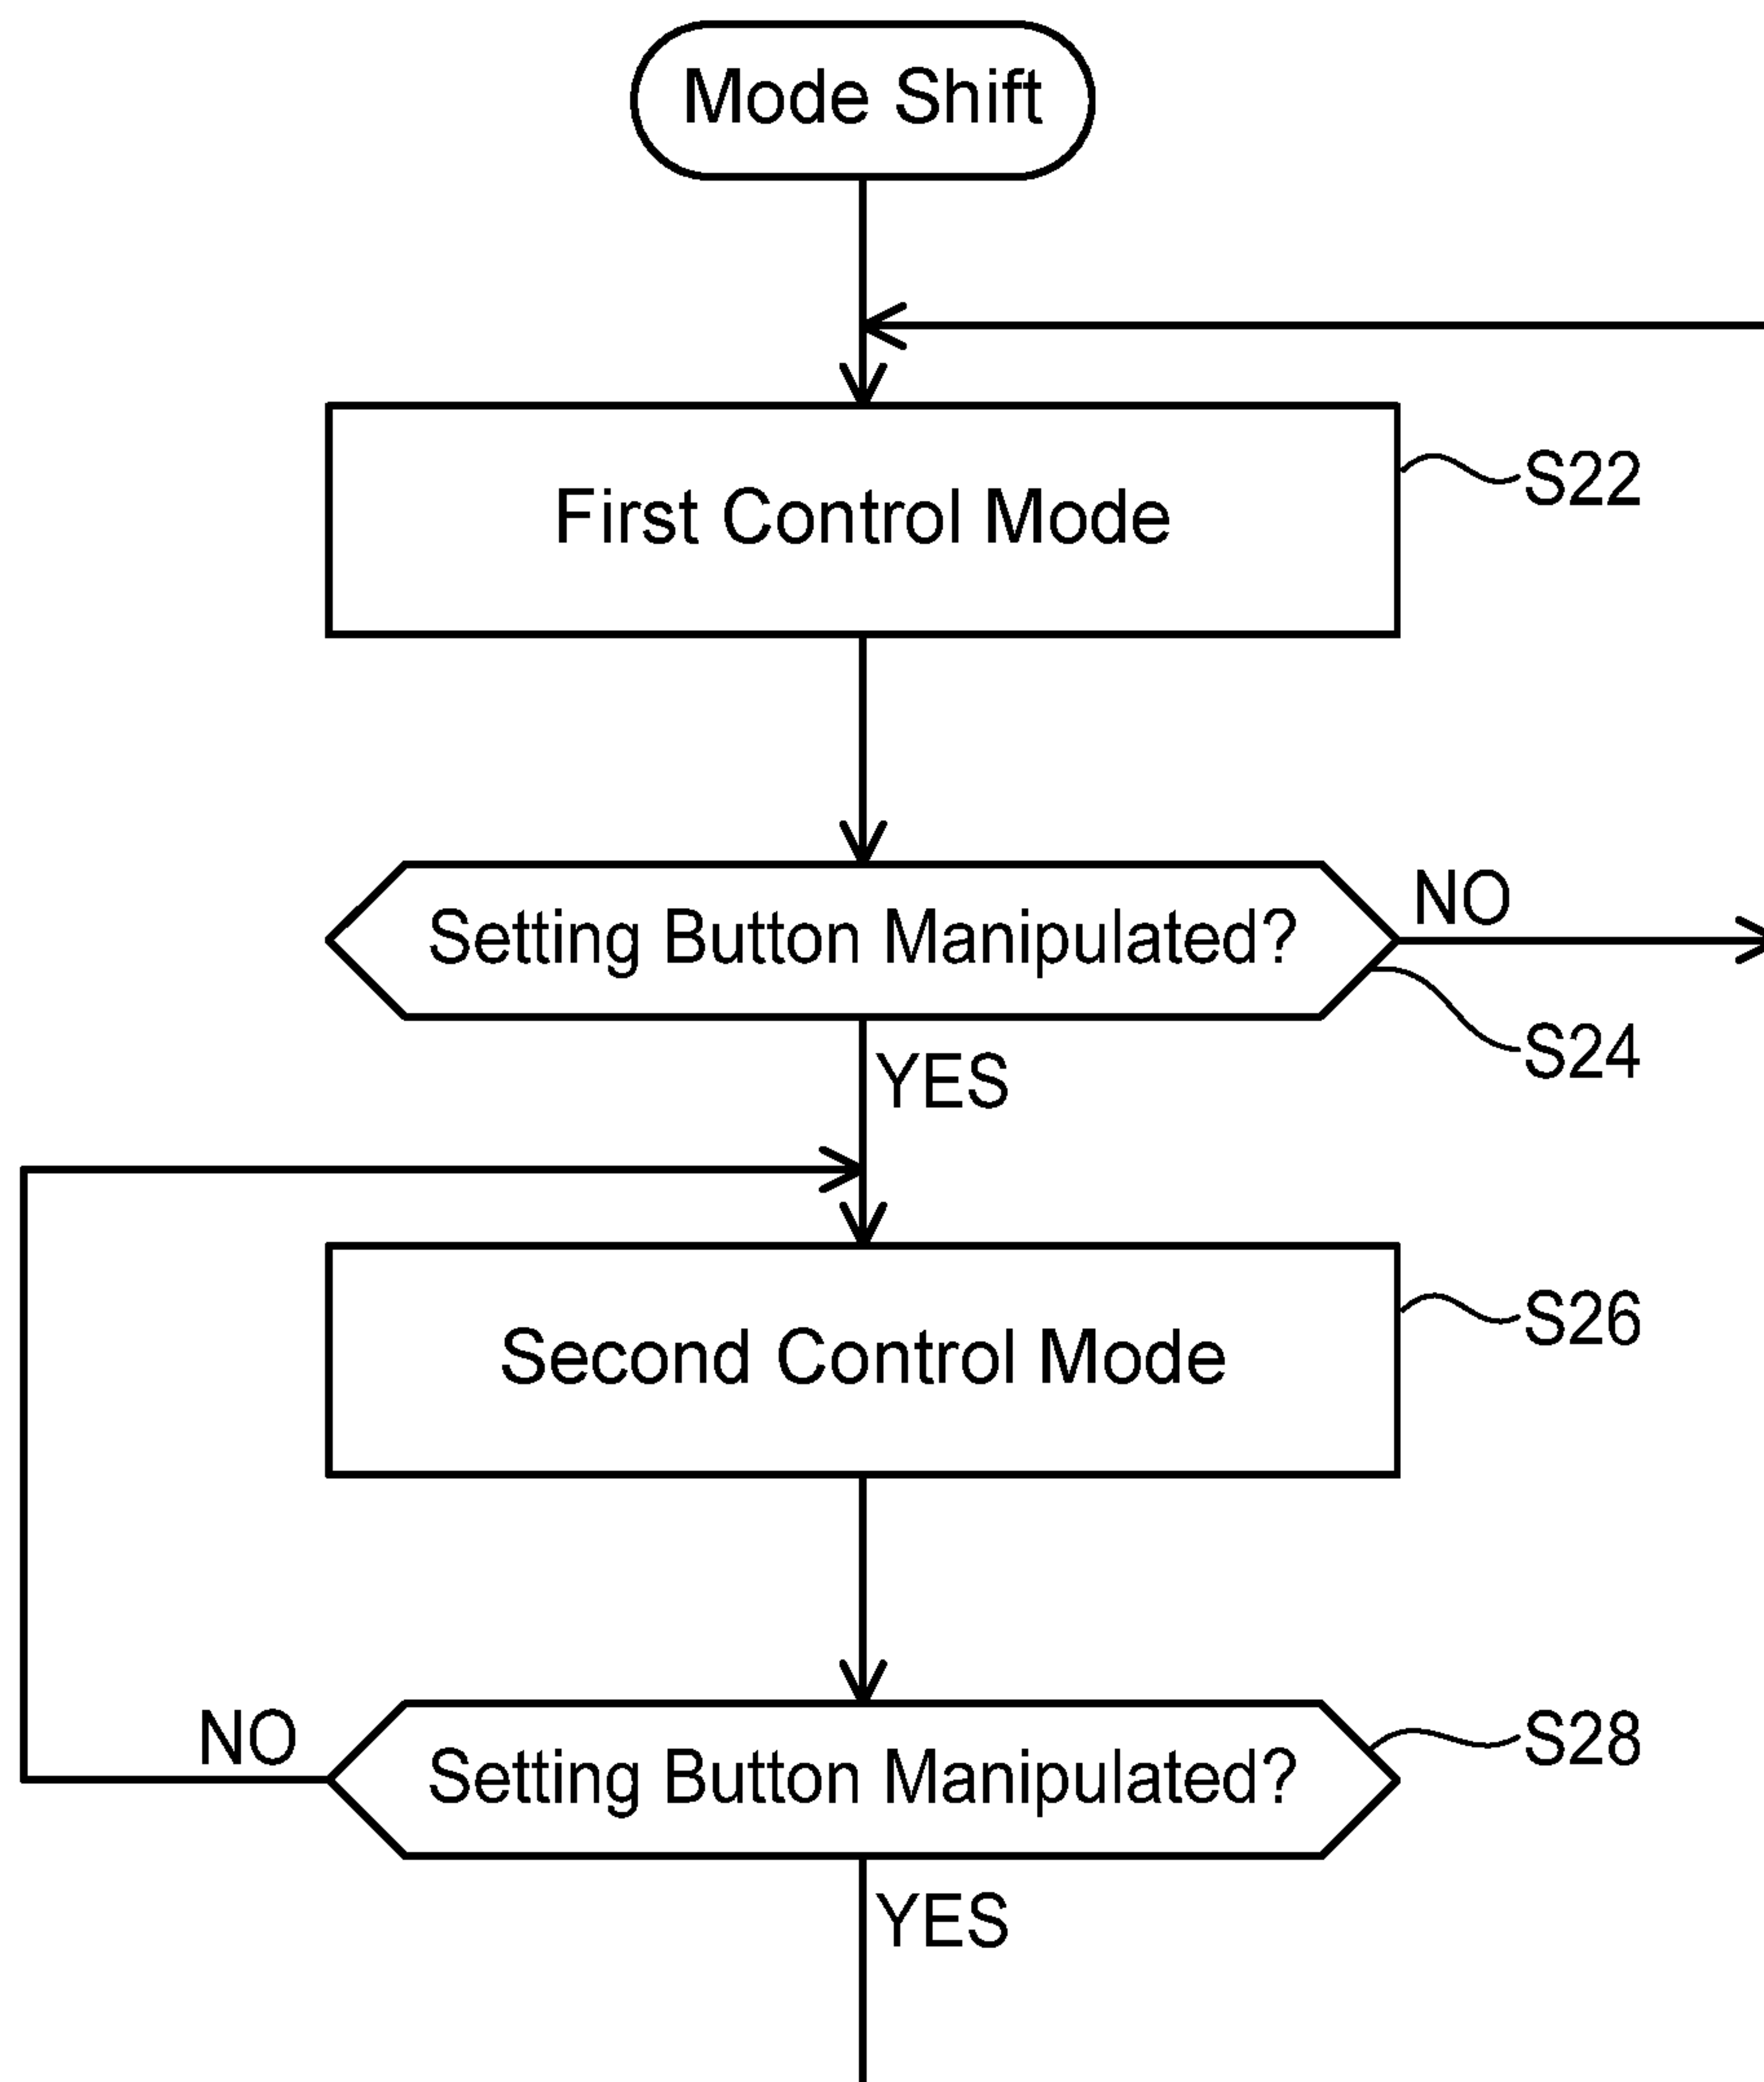 Mode Shift
First Control Mode
S22
Setting Button Manipulated?
NO
S24
YES
Second Control Mode
S26
NO
Setting Button Manipulated?
S28
YES